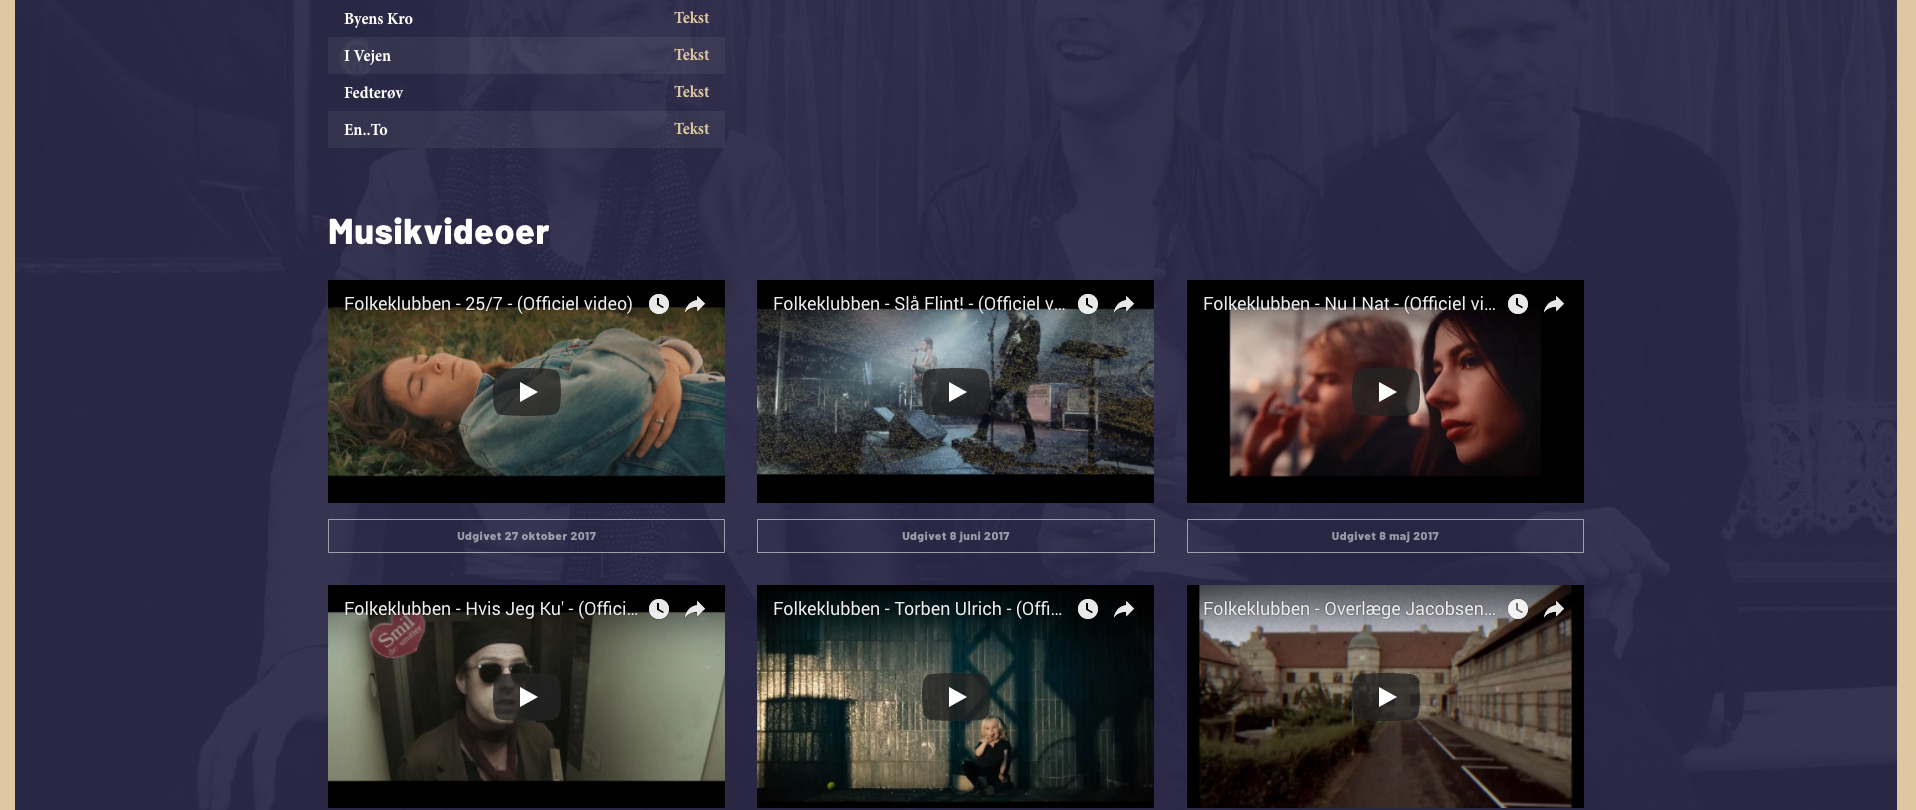 Byens Kro Tekst
I Vejen Tekst
Fedterøv Tekst
En..To Tekst
Musikvideoer
Folkeklubben - 25/7 - (Officiel video)
Folkeklubben - Slå Flint! - (Officiel v...
Folkeklubben - Nu I Nat - (Officiel vi...
Udgivet 27 oktober 2017
Udgivet 8 juni 2017
Udgivet 8 maj 2017
Folkeklubben - Hvis Jeg Ku' - (Offici...
Folkeklubben - Torben Ulrich - (Offi...
Folkeklubben - Overlæge Jacobsen...
Smil